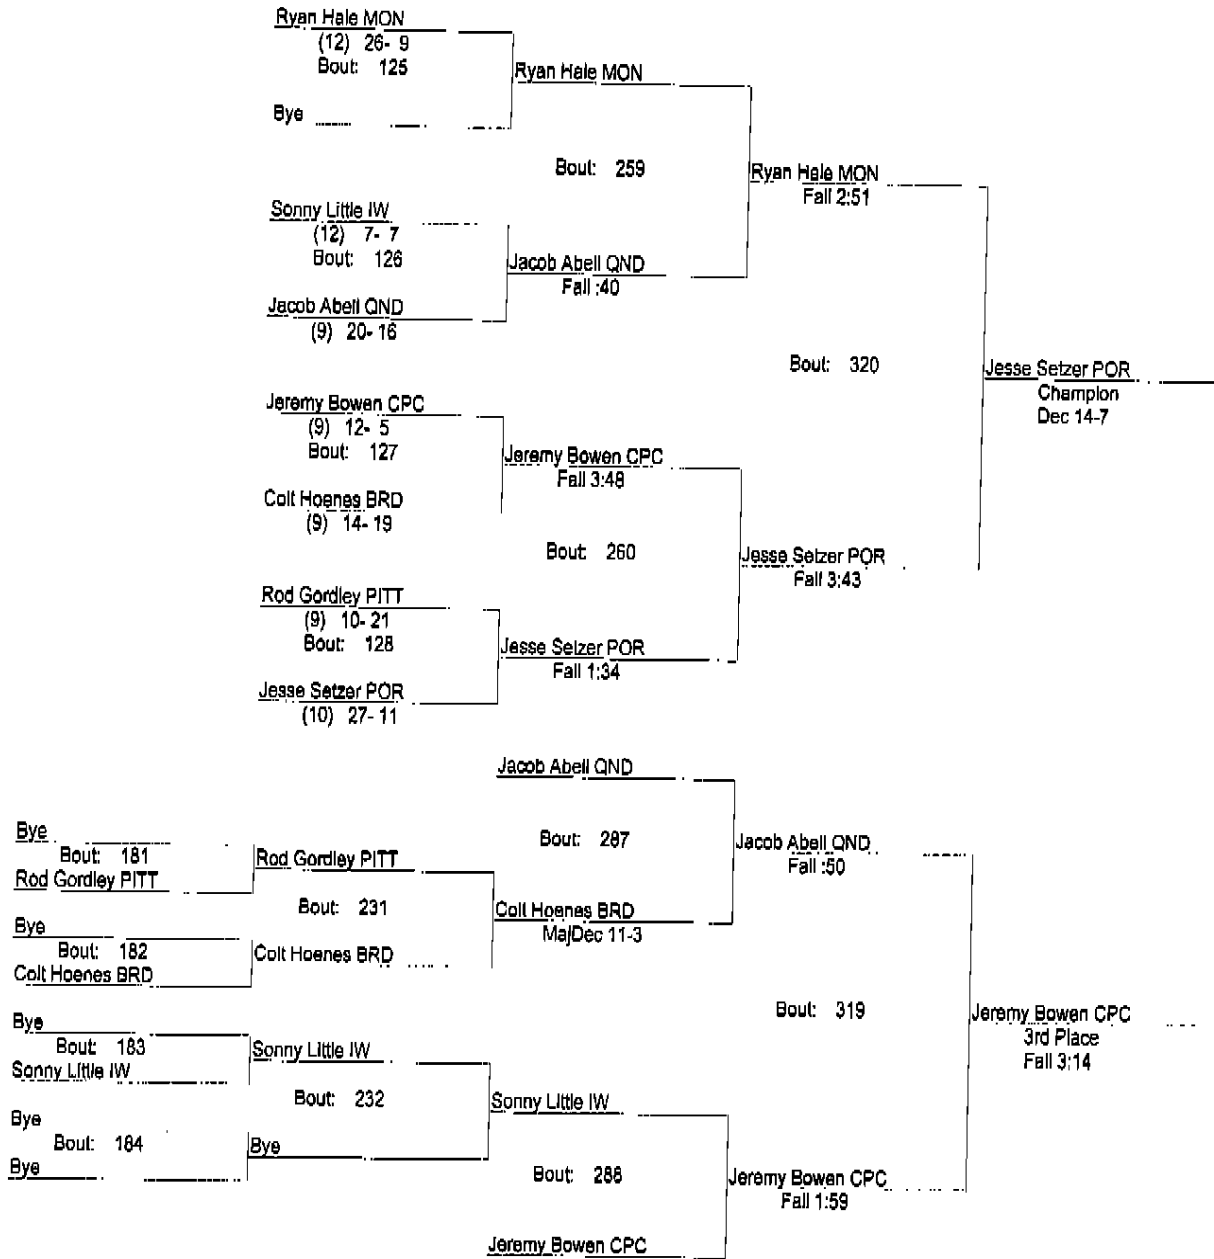 Ryan Hale MON
(12) 26- 9
Bout: 125
Ryan Hale MON
Bye
Bout: 259
Ryan Hale MON
Fall 2:51
Sonny Little IW
(12) 7- 7
Bout: 126
Jacob Abell QND
Fall :40
Jacob Abell QND
(9) 20- 16
Bout: 320
Jesse Setzer POR
Champion
Dec 14-7
Jeremy Bowen CPC
(9) 12- 5
Bout: 127
Jeremy Bowen CPC
Fall 3:48
Colt Hoenes BRD
(9) 14- 19
Bout: 260
Jesse Setzer POR
Fall 3:43
Rod Gordley PITT
(9) 10- 21
Bout: 128
Jesse Setzer POR
Fall 1:34
Jesse Setzer POR
(10) 27- 11
Jacob Abell QND
Bye
Bout: 181
Rod Gordley PITT
Rod Gordley PITT
Bout: 287
Jacob Abell QND
Fall :50
Bout: 231
Colt Hoenes BRD
MajDec 11-3
Bye
Bout: 182
Colt Hoenes BRD
Colt Hoenes BRD
Bout: 319
Jeremy Bowen CPC
3rd Place
Fall 3:14
Bye
Bout: 183
Sonny Little IW
Sonny Little IW
Bout: 232
Sonny Little IW
Bye
Bout: 184
Bye
Bye
Bout: 288
Jeremy Bowen CPC
Fall 1:59
Jeremy Bowen CPC